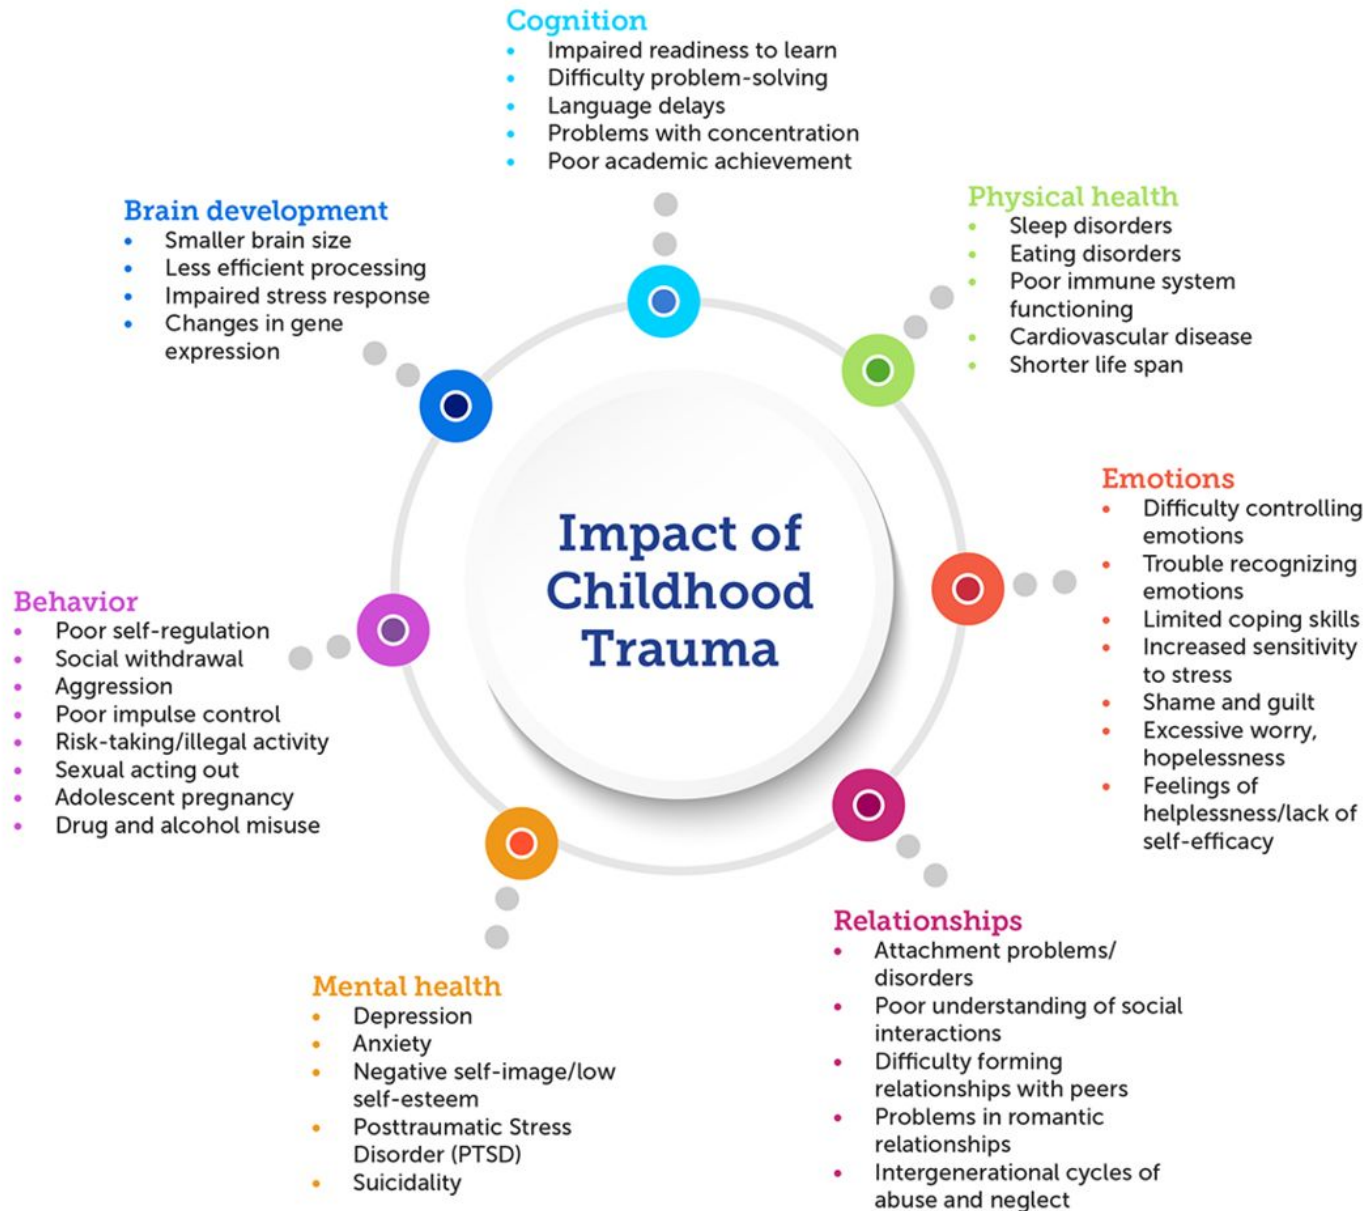 Cognition
• Impaired readiness to learn
• Difficulty problem-solving
• Language delays
• Problems with concentration
• Poor academic achievement
Physical health
• Sleep disorders
• Eating disorders
• Poor immune system
functioning
• Cardiovascular disease
• Shorter life span
Emotions
• Difficulty controlling
emotions
• Trouble recognizing
emotions
• Limited coping skills
• Increased sensitivity
to stress
• Shame and guilt
• Excessive worry,
hopelessness
• Feelings of
helplessness/lack of
self-efficacy
Relationships
• Attachment problems/
disorders
• Poor understanding of social
interactions
• Difficulty forming
relationships with peers
• Problems in romantic
relationships
• Intergenerational cycles of
abuse and neglect
Mental health
• Depression
• Anxiety
• Negative self-image/low
self-esteem
• Posttraumatic Stress
Disorder (PTSD)
• Suicidality
Behavior
• Poor self-regulation
• Social withdrawal
• Aggression
• Poor impulse control
• Risk-taking/illegal activity
• Sexual acting out
• Adolescent pregnancy
• Drug and alcohol misuse
Brain development
• Smaller brain size
• Less efficient processing
• Impaired stress response
• Changes in gene
expression
Impact of
Childhood
Trauma